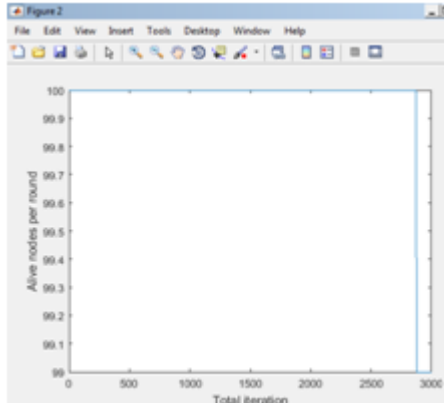 Figure 2
File Edit View Insert Tools Desktop Window Help
100
99.9
99.8
99.7
99.6
99.5
99.4
99.3
99.2
99.1
99
Alive nodes per round
0 500 1000 1500 2000 2500 3000
Total iteration